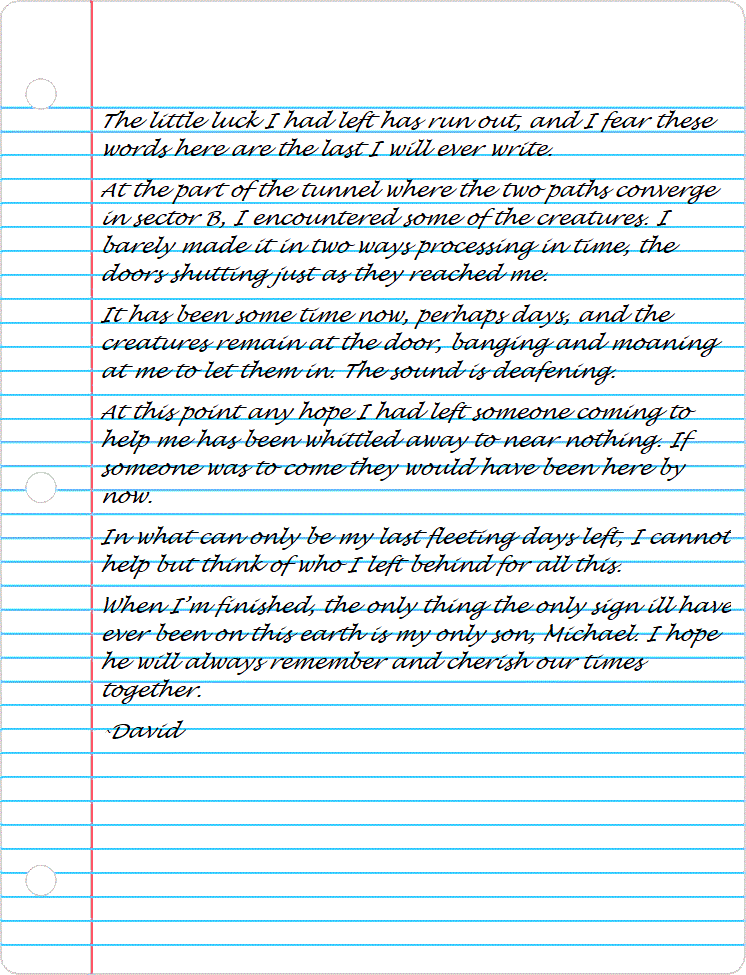 The little luck I had left has run out, and I fear these
words here are the last I will ever write.
At the part of the tunnel where the two paths converge
in sector B, I encountered some of the creatures. I
barely made it in two ways processing in time, the
doors shutting just as they reached me.
It has been some time now, perhaps days, and the
creatures remain at the door, banging and moaning
at me to let them in. The sound is deafening.
At this point any hope I had left someone coming to
help me has been whittled away to near nothing. If
someone was to come they would have been here by
now.
In what can only be my last fleeting days left, I cannot
help but think of who I left behind for all this.
When I'm finished, the only thing the only sign ill have
ever been on this earth is my only son, Michael. I hope
he will always remember and cherish our times
together.
-David